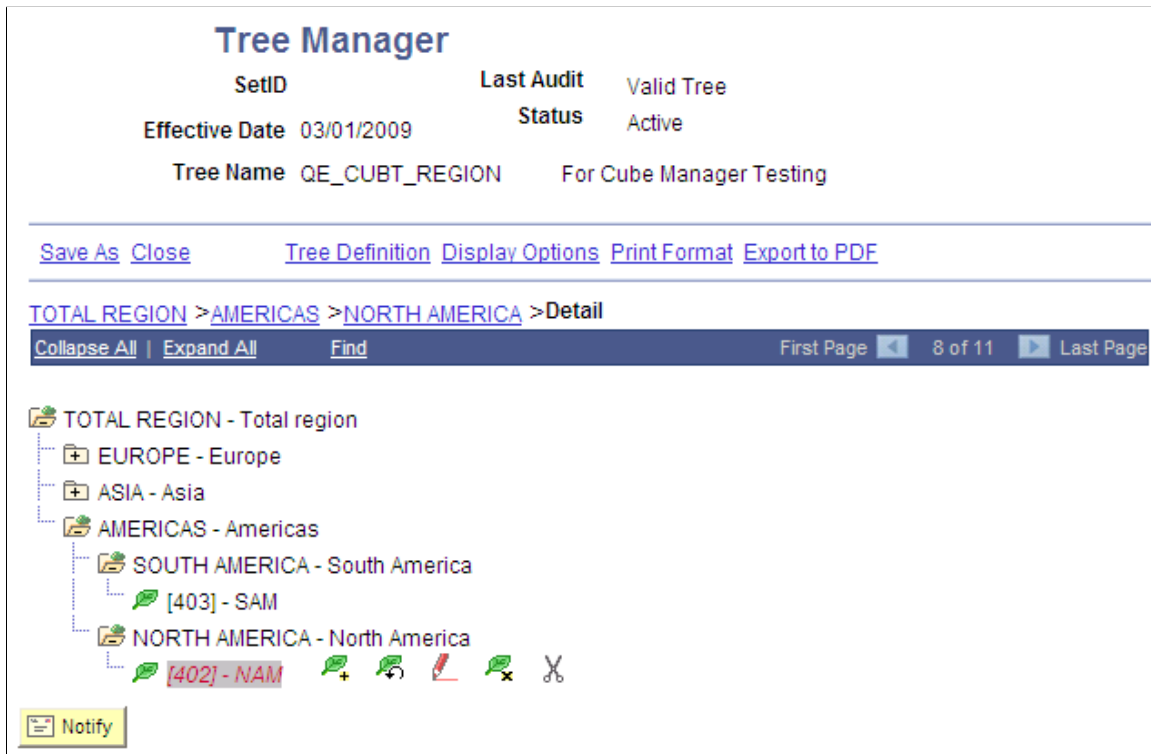 Tree Manager
SetID Last Audit Valid Tree
Effective Date 03/01/2009 Status Active
Tree Name QE_CUBT_REGION For Cube Manager Testing
Save As Close Tree Definition Display Options Print Format Export to PDF
TOTAL REGION >AMERICAS >NORTH AMERICA >Detail
Collapse All | Expand All Find First Page 8 of 11 Last Page
TOTAL REGION - Total region
EUROPE - Europe
ASIA - Asia
AMERICAS - Americas
SOUTH AMERICA - South America
[403] - SAM
NORTH AMERICA - North America
[402] - NAM
Notify